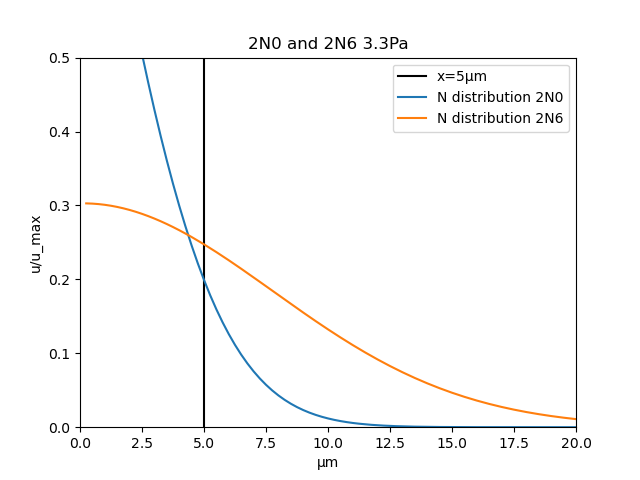 2N0 and 2N6 3.3Pa
x=5μm
N distribution 2N0
N distribution 2N6
u/u_max
0.5
0.4
0.3
0.2
0.1
0.0
0.0 2.5 5.0 7.5 10.0 12.5 15.0 17.5 20.0
μm